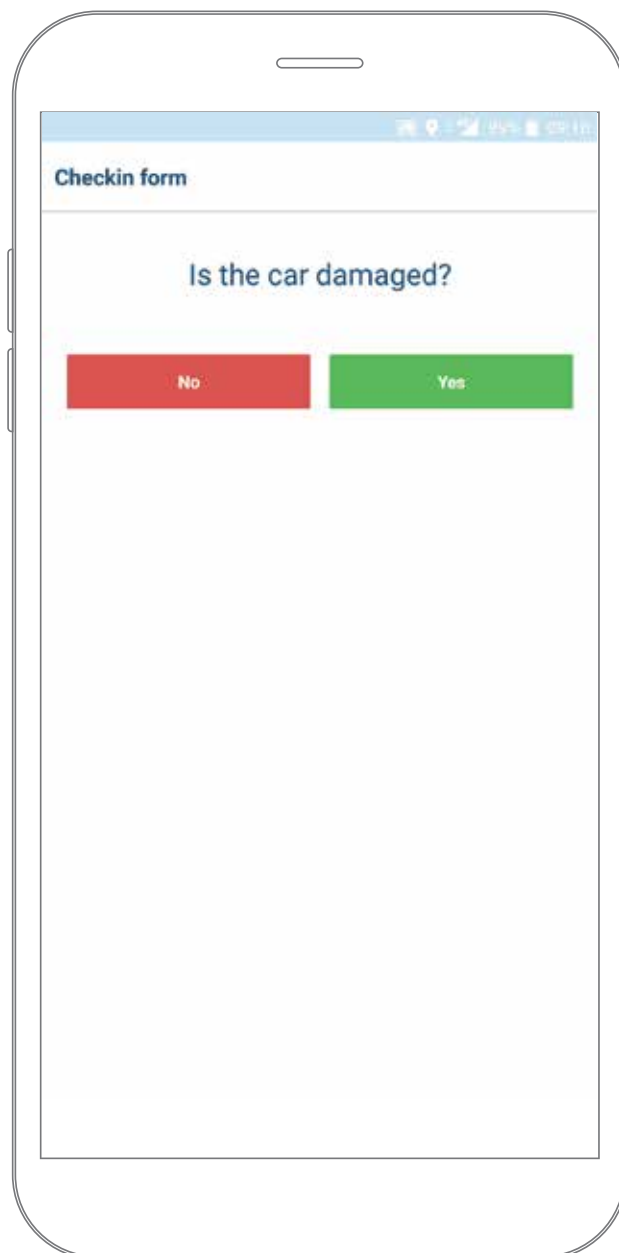 Checkin form
Is the car damaged?
No
Yes